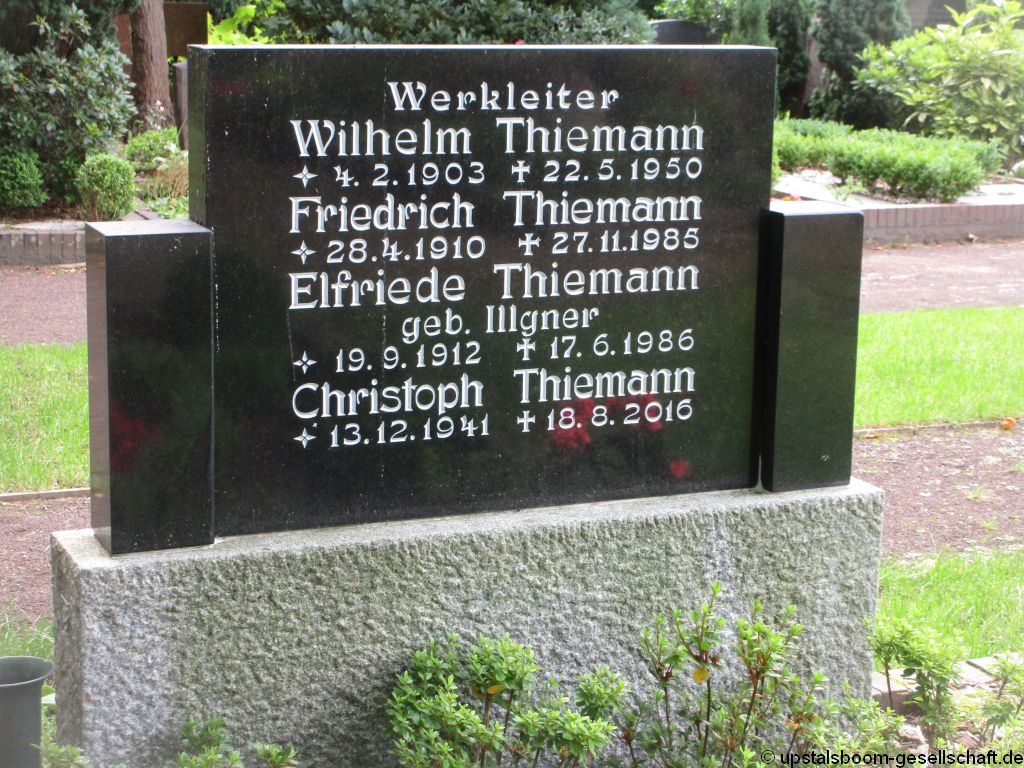 Werkleiter
Wilhelm Thiemann
✧ 4. 2. 1903 ✝ 22. 5. 1950
Friedrich Thiemann
✧ 28. 4. 1910 ✝ 27. 11. 1985
Elfriede Thiemann
geb. Illgner
✧ 19. 9. 1912 ✝ 17. 6. 1986
Christoph Thiemann
✧ 13. 12. 1941 ✝ 18. 8. 2016
© upstalsboom-gesellschaft.de